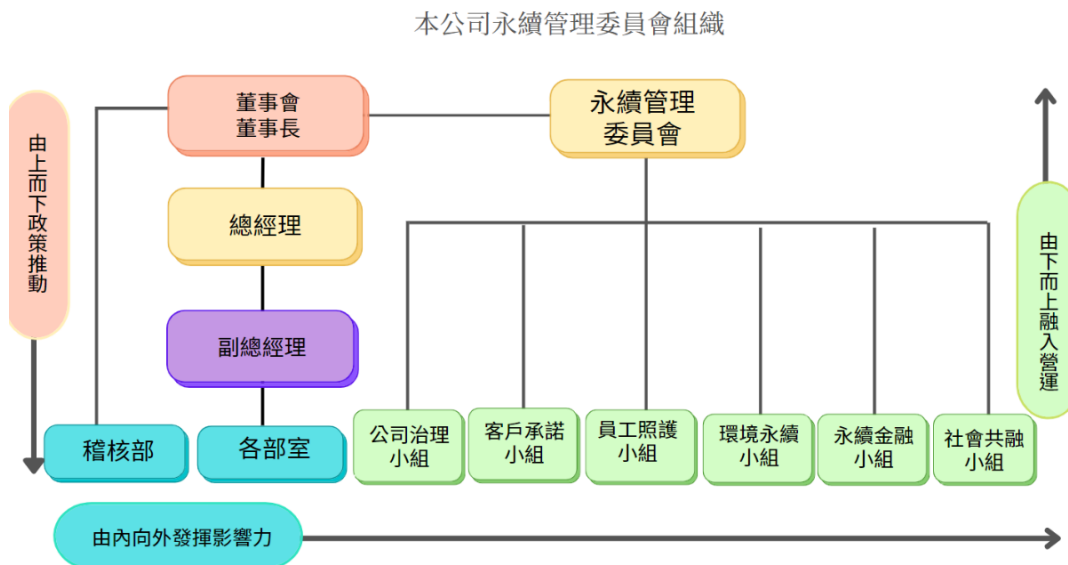 本公司永續管理委員會組織
董事會
董事長
永續管理
委員會
由上而下政策推動
總經理
由下而上融入營運
副總經理
稽核部
各部室
公司治理
小組
客戶承諾
小組
員工照護
小組
環境永續
小組
永續金融
小組
社會共融
小組
由內向外發揮影響力